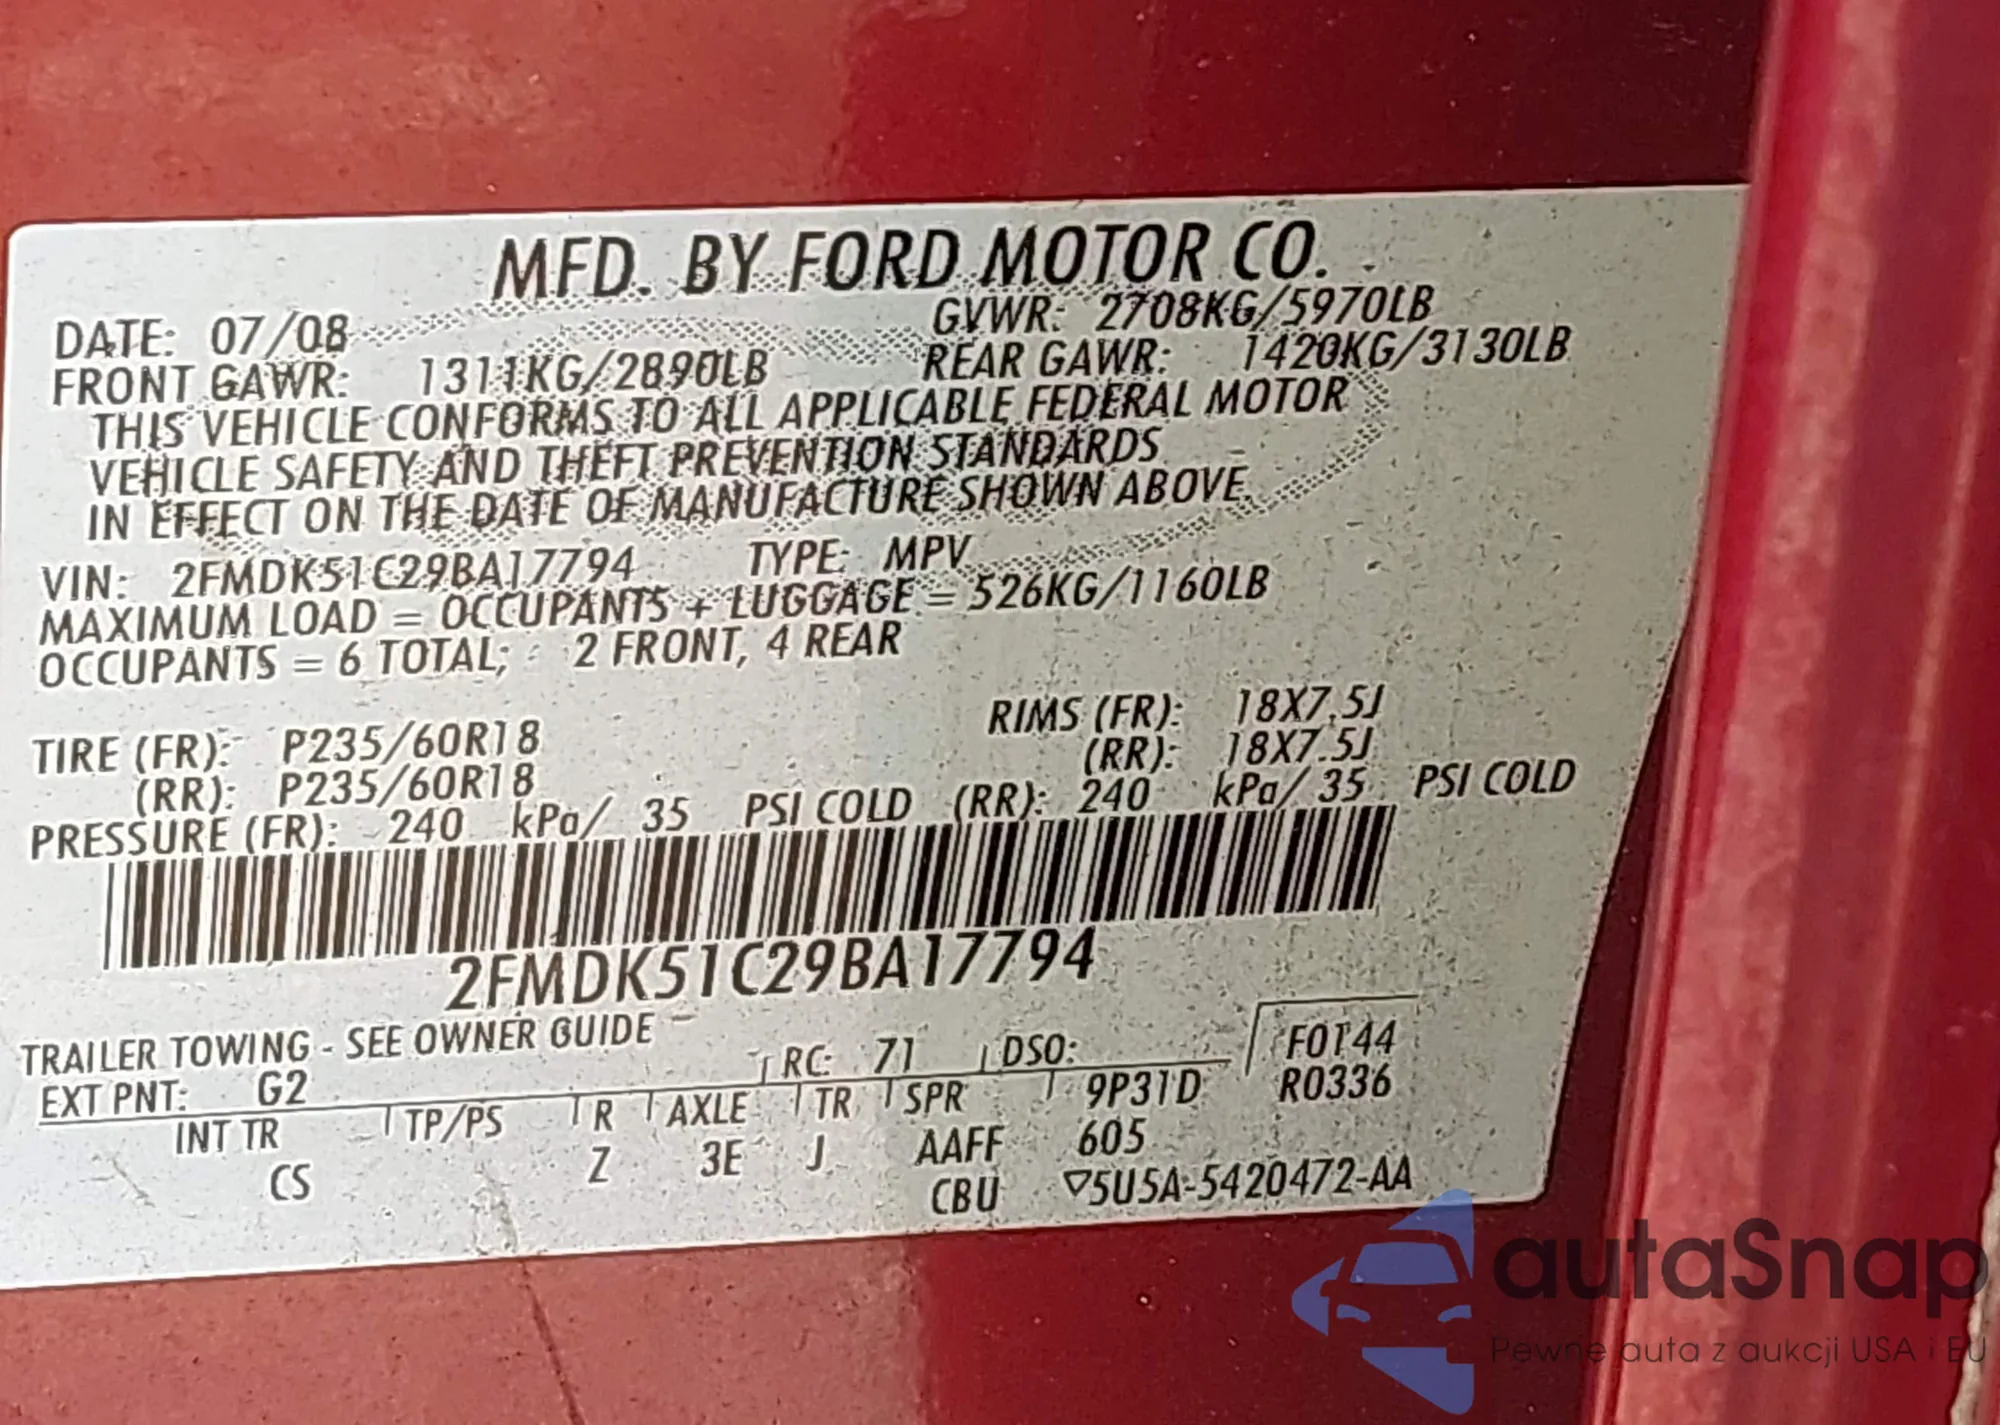 MFD. BY FORD MOTOR CO.
DATE: 07/08 GVWR: 2708KG/5970LB
FRONT GAWR: 1311KG/2890LB REAR GAWR: 1420KG/3130LB
THIS VEHICLE CONFORMS TO ALL APPLICABLE FEDERAL MOTOR
VEHICLE SAFETY AND THEFT PREVENTION STANDARDS
IN EFFECT ON THE DATE OF MANUFACTURE SHOWN ABOVE.
VIN: 2FMDK51C29BA17794 TYPE: MPV
MAXIMUM LOAD = OCCUPANTS + LUGGAGE = 526KG/1160LB
OCCUPANTS = 6 TOTAL; 2 FRONT, 4 REAR
TIRE (FR): P235/60R18 RIMS (FR): 18X7.5J
(RR): P235/60R18 (RR): 18X7.5J
PRESSURE (FR): 240 kPa/ 35 PSI COLD (RR): 240 kPa/ 35 PSI COLD
2FMDK51C29BA17794
TRAILER TOWING - SEE OWNER GUIDE
EXT PNT: G2 RC: 71 DSO: F0T44
INT TR TP/PS R AXLE TR SPR 9P31D R0336
CS Z 3E J AAFF 605
CBU ▽5U5A-5420472-AA
autaSnap
Pewne auta z aukcji USA i EU